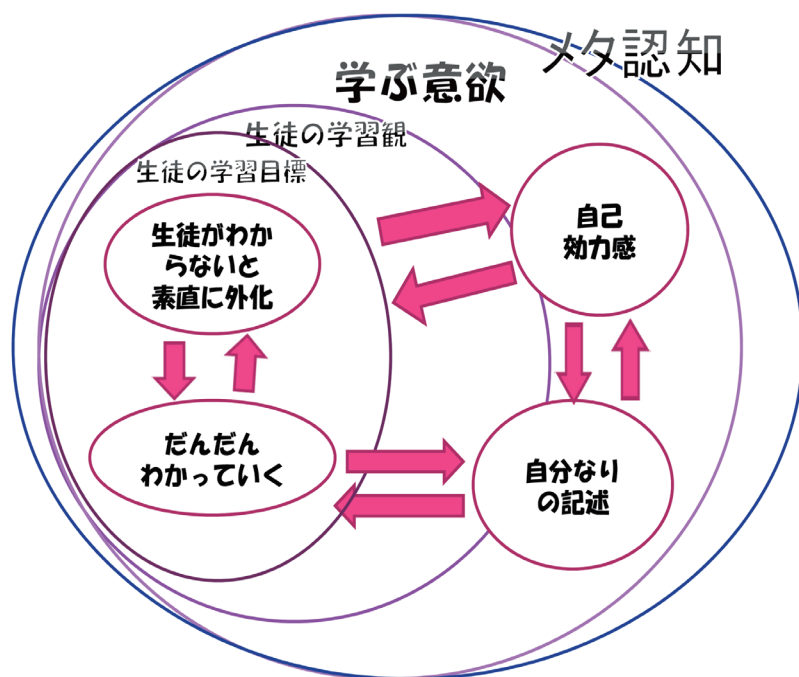 メタ認知
学ぶ意欲
生徒の学習観
生徒の学習目標
生徒がわか
らないと
素直に外化
自己
効力感
だんだん
わかっていく
自分なり
の記述